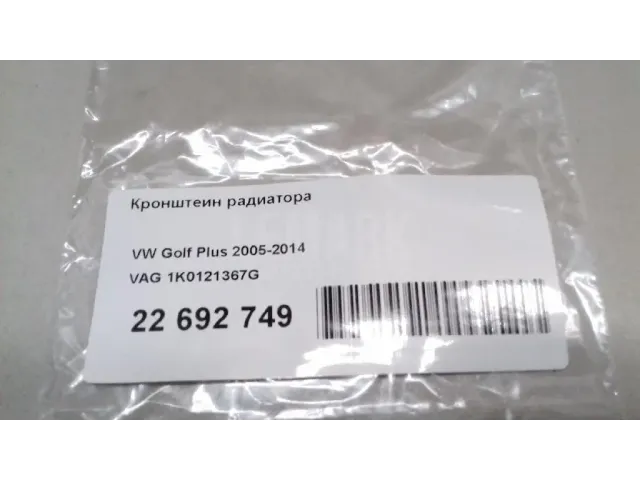 Кронштеин радиатора
VW Golf Plus 2005-2014
VAG 1K0121367G
22 692 749